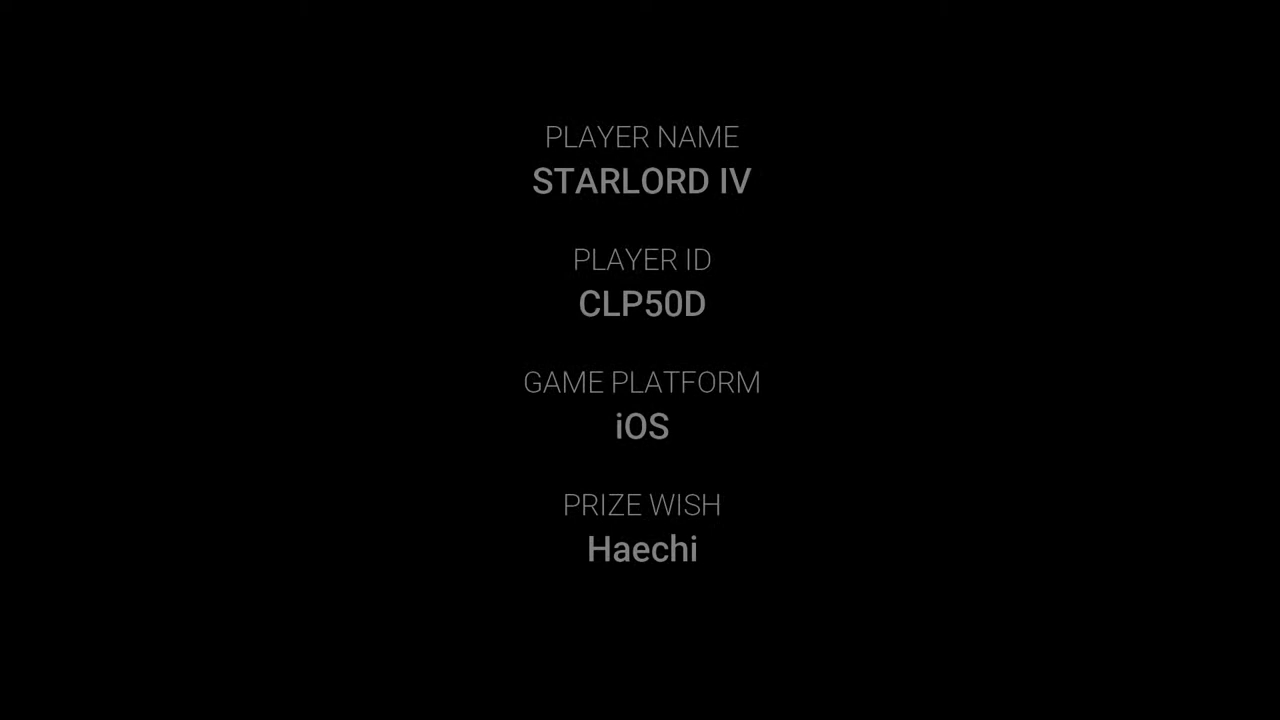 PLAYER NAME
STARLORD IV
PLAYER ID
CLP50D
GAME PLATFORM
iOS
PRIZE WISH
Haechi